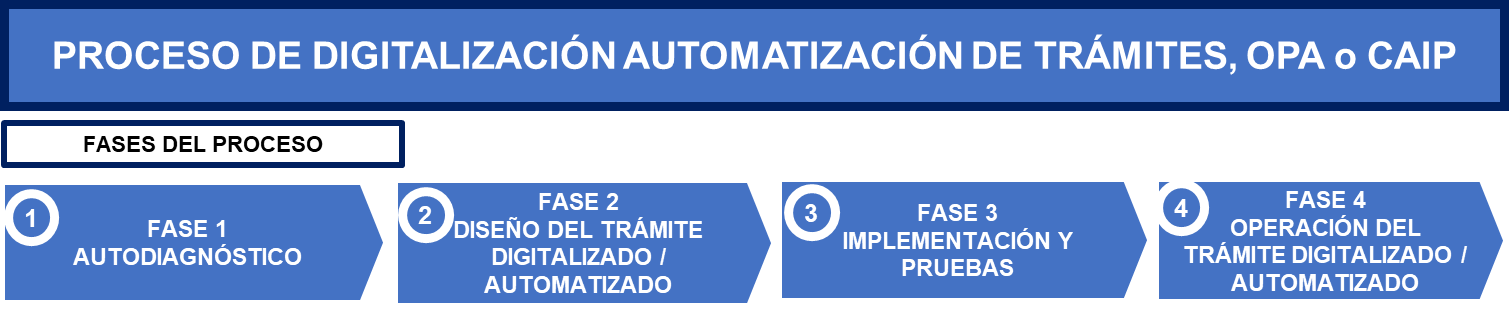 PROCESO DE DIGITALIZACIÓN AUTOMATIZACIÓN DE TRÁMITES, OPA o CAIP
FASES DEL PROCESO
1
FASE 1
AUTODIAGNÓSTICO
2
FASE 2
DISEÑO DEL TRÁMITE
DIGITALIZADO /
AUTOMATIZADO
3
FASE 3
IMPLEMENTACIÓN Y
PRUEBAS
4
FASE 4
OPERACIÓN DEL
TRÁMITE DIGITALIZADO /
AUTOMATIZADO